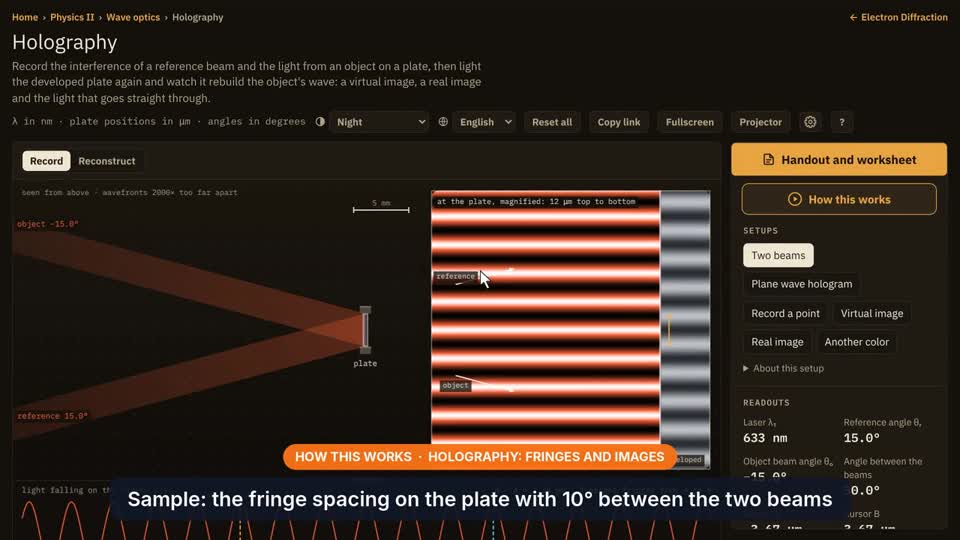 Home › Physics II › Wave optics › Holography
← Electron Diffraction
Holography
Record the interference of a reference beam and the light from an object on a plate, then light
the developed plate again and watch it rebuild the object's wave: a virtual image, a real image
and the light that goes straight through.
λ in nm · plate positions in µm · angles in degrees
Night
English
Reset all
Copy link
Fullscreen
Projector
?
Record
Reconstruct
Handout and worksheet
How this works
seen from above · wavefronts 2000× too far apart
5 mm
object −15.0°
reference 15.0°
plate
at the plate, magnified: 12 µm top to bottom
reference
object
SETUPS
Two beams
Plane wave hologram
Record a point
Virtual image
Real image
Another color
▶ About this setup
READOUTS
Laser λ₁
633 nm
Reference angle θᵣ
15.0°
Object beam angle θₒ
−15.0°
Angle between the
beams
HOW THIS WORKS · HOLOGRAPHY: FRINGES AND IMAGES
light falling on
Sample: the fringe spacing on the plate with 10° between the two beams